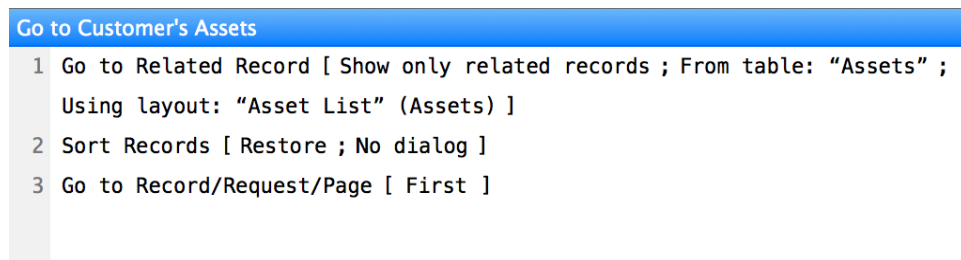 Go to Customer's Assets
1 Go to Related Record [ Show only related records ; From table: “Assets” ;
Using layout: “Asset List” (Assets) ]
2 Sort Records [ Restore ; No dialog ]
3 Go to Record/Request/Page [ First ]